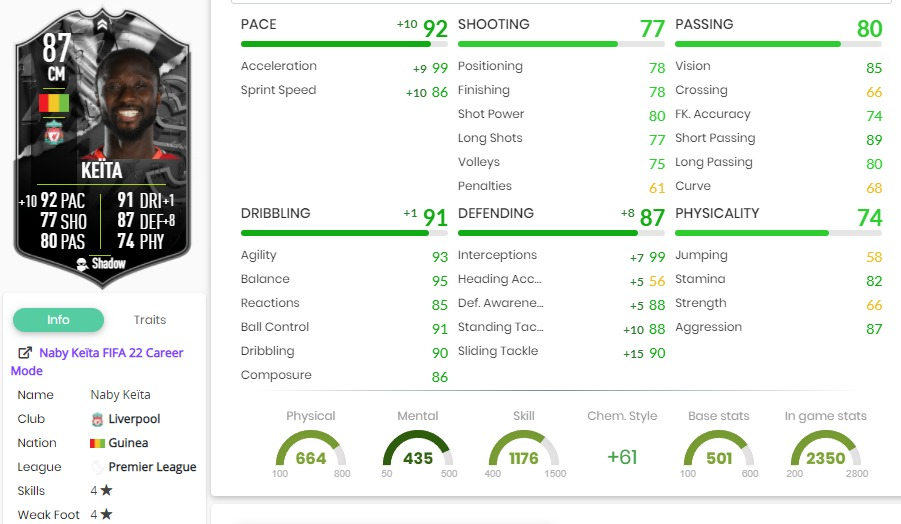 87
CM
KEÏTA
+10 92 PAC 91 DRI+1
77 SHO 87 DEF+8
80 PAS 74 PHY
Shadow
Info Traits
Naby Keïta FIFA 22 Career
Mode
Name Naby Keïta
Club Liverpool
Nation Guinea
League Premier League
Skills 4★
Weak Foot 4★
PACE +10 92
Acceleration +9 99
Sprint Speed +10 86
SHOOTING 77
Positioning 78
Finishing 78
Shot Power 80
Long Shots 77
Volleys 75
Penalties 61
PASSING 80
Vision 85
Crossing 66
FK. Accuracy 74
Short Passing 89
Long Passing 80
Curve 68
DRIBBLING +1 91
Agility 93
Balance 95
Reactions 85
Ball Control 91
Dribbling 90
Composure 86
DEFENDING +8 87
Interceptions +7 99
Heading Acc... +5 56
Def. Awarene... +5 88
Standing Tac... +10 88
Sliding Tackle +15 90
PHYSICALITY 74
Jumping 58
Stamina 82
Strength 66
Aggression 87
Physical Mental Skill Chem. Style Base stats In game stats
664 435 1176 +61 501 2350
100 800 50 500 400 1500 100 600 200 2800